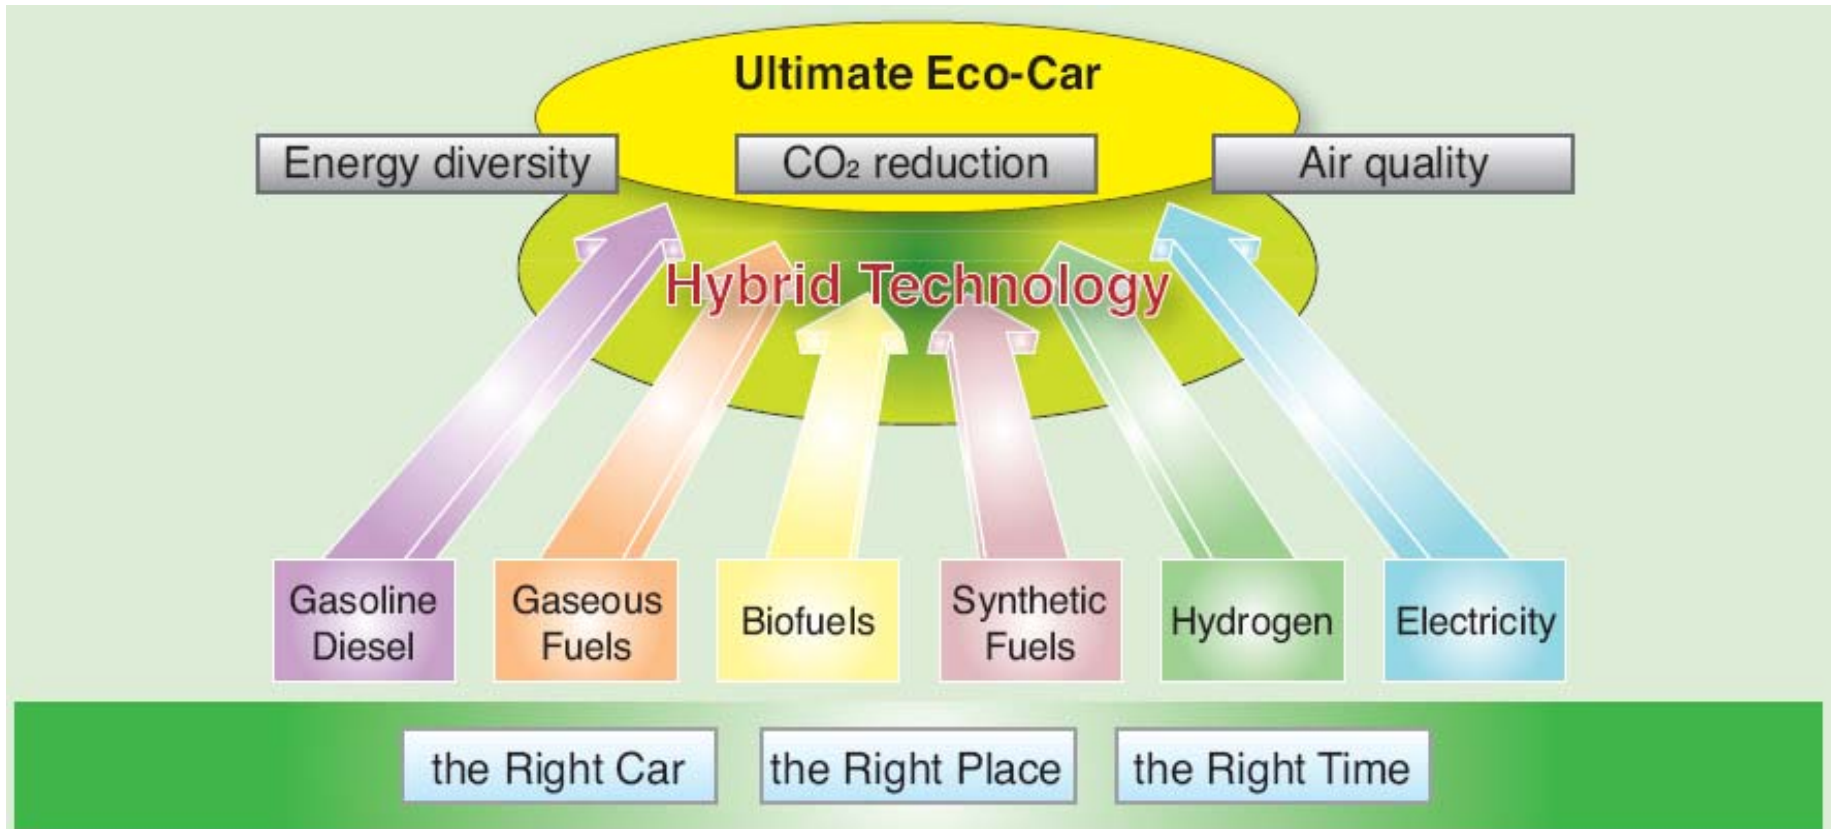 Ultimate Eco-Car
Energy diversity
CO₂ reduction
Air quality
Hybrid Technology
Gasoline
Diesel
Gaseous
Fuels
Biofuels
Synthetic
Fuels
Hydrogen
Electricity
the Right Car
the Right Place
the Right Time